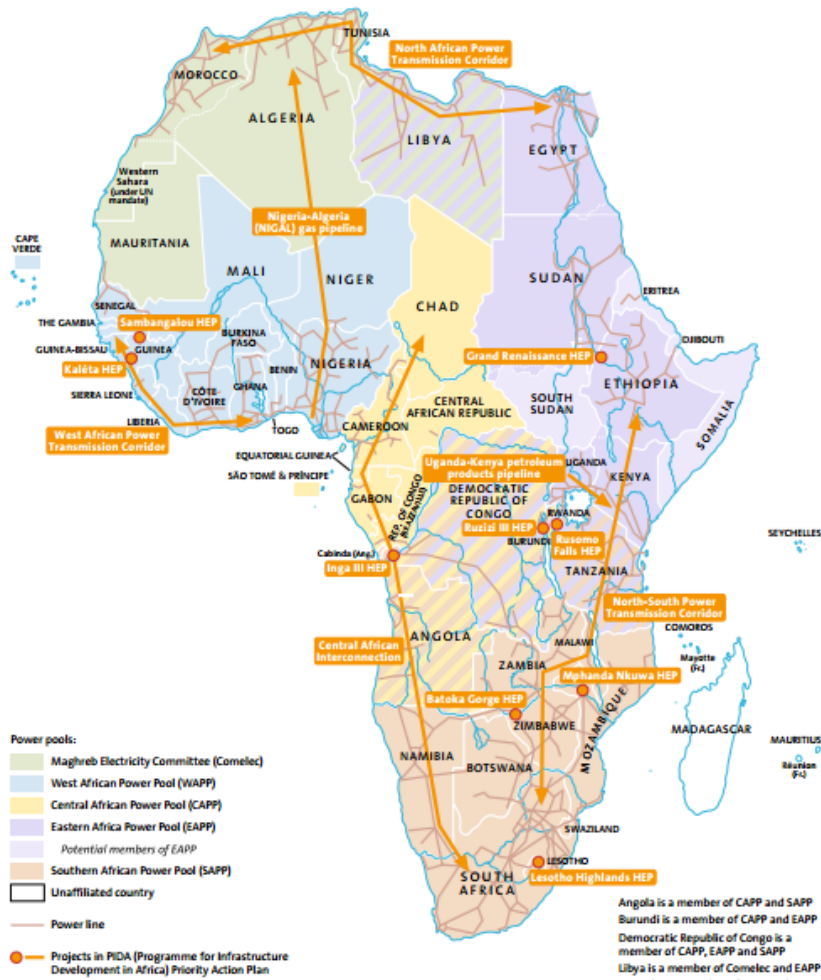 TUNISIA
North African Power
Transmission Corridor
MOROCCO
ALGERIA
LIBYA
EGYPT
Western
Sahara
(under UN
mandate)
Nigeria-Algeria
(NIGAL) gas pipeline
CAPE
VERDE
MAURITANIA
MALI
NIGER
CHAD
SUDAN
ERITREA
SENEGAL
THE GAMBIA
Sambangalou HEP
BURKINA
FASO
DJIBOUTI
GUINEA-BISSAU
GUINEA
Kaléta HEP
BENIN
NIGERIA
Grand Renaissance HEP
ETHIOPIA
SIERRA LEONE
CÔTE-
D'IVOIRE
GHANA
CENTRAL
AFRICAN REPUBLIC
SOUTH
SUDAN
SOMALIA
LIBERIA
TOGO
CAMEROON
West African Power
Transmission Corridor
EQUATORIAL GUINEA
SÃO TOMÉ & PRÍNCIPE
Uganda-Kenya petroleum
products pipeline
UGANDA
KENYA
GABON
REP. OF CONGO
(BRAZZAVILLE)
DEMOCRATIC
REPUBLIC OF
CONGO
RWANDA
Ruzizi III HEP
BURUNDI
Rusomo
Falls HEP
SEYCHELLES
Cabinda (Ang.)
Inga III HEP
TANZANIA
North-South Power
Transmission Corridor
COMOROS
Central African
Interconnection
ANGOLA
MALAWI
Mayotte
(Fr.)
ZAMBIA
Mphanda Nkuwa HEP
Batoka Gorge HEP
ZIMBABWE
MOZAMBIQUE
MADAGASCAR
MAURITIUS
Réunion
(Fr.)
NAMIBIA
BOTSWANA
SWAZILAND
LESOTHO
SOUTH
AFRICA
Lesotho Highlands HEP
Power pools:
Maghreb Electricity Committee (Comelec)
West African Power Pool (WAPP)
Central African Power Pool (CAPP)
Eastern Africa Power Pool (EAPP)
Potential members of EAPP
Southern African Power Pool (SAPP)
Unaffiliated country
Power line
Projects in PIDA (Programme for Infrastructure
Development in Africa) Priority Action Plan
Angola is a member of CAPP and SAPP
Burundi is a member of CAPP and EAPP
Democratic Republic of Congo is a
member of CAPP, EAPP and SAPP
Libya is a member of Comelec and EAPP